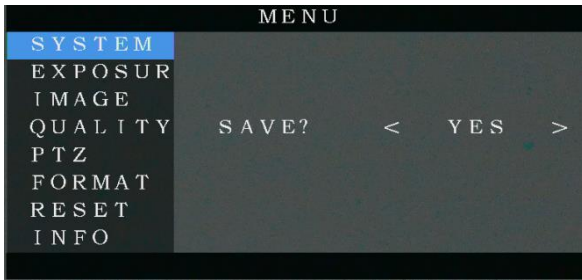 MENU
SYSTEM
EXPOSUR
IMAGE
QUALITY SAVE? < YES >
PTZ
FORMAT
RESET
INFO